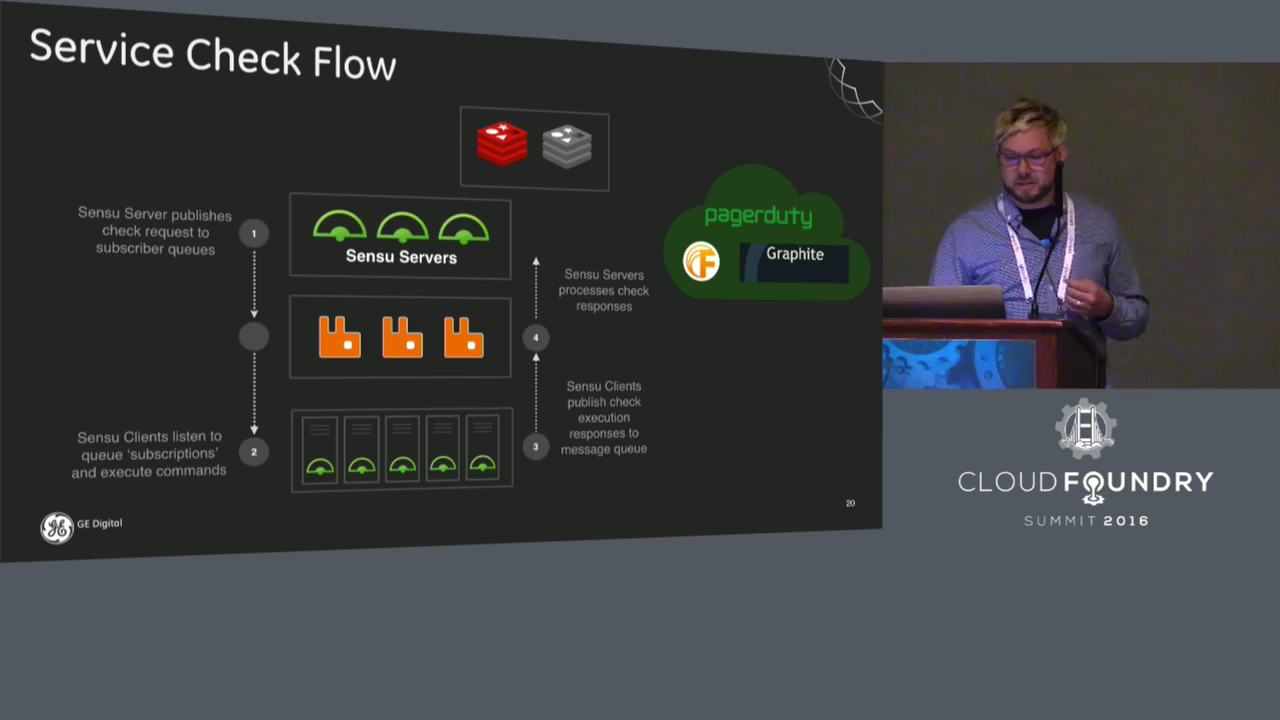 Service Check Flow
Sensu Server publishes
check request to
subscriber queues
1
Sensu Servers
pagerduty
F
Graphite
Sensu Servers
processes check
responses
4
Sensu Clients
publish check
execution
responses to
message queue
3
Sensu Clients listen to
queue ‘subscriptions’
and execute commands
2
GE
GE Digital
20
CLOUD FOUNDRY
SUMMIT 2016